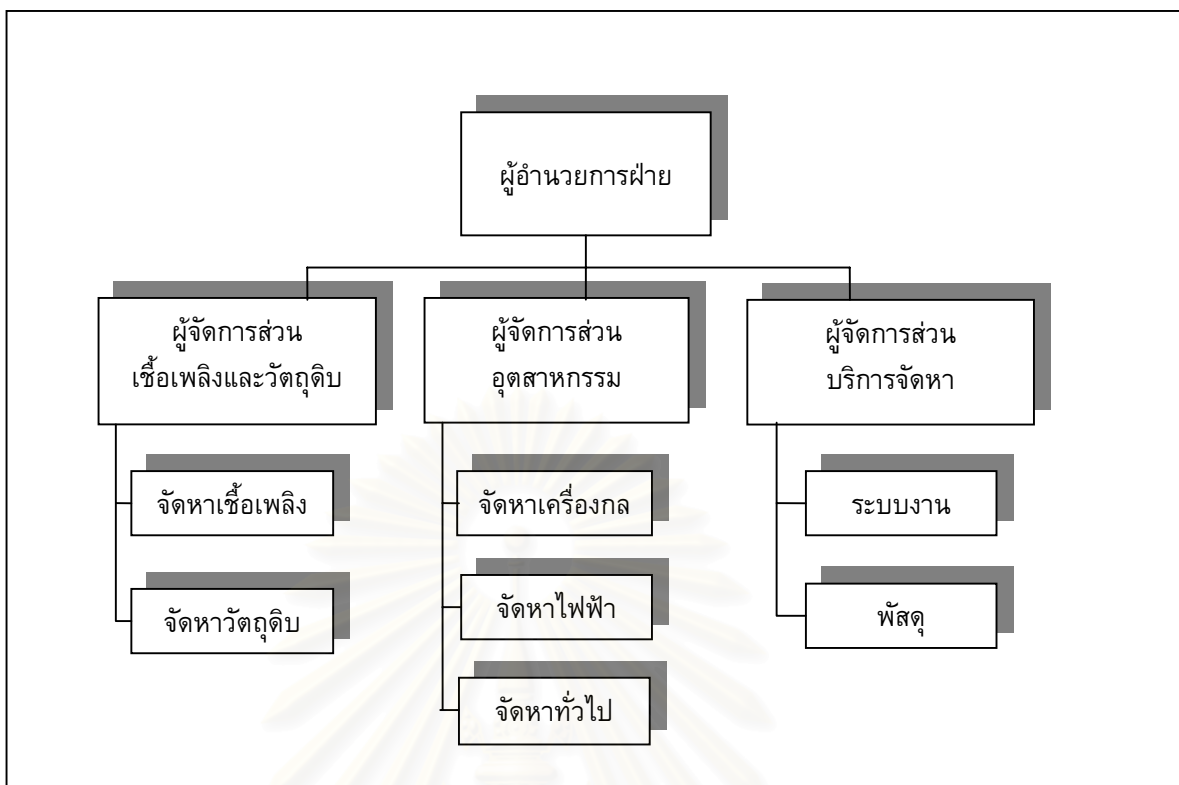 ผู้อำนวยการฝ่าย
ผู้จัดการส่วน
เชื้อเพลิงและวัตถุดิบ
ผู้จัดการส่วน
อุตสาหกรรม
ผู้จัดการส่วน
บริการจัดหา
จัดหาเชื้อเพลิง
จัดหาวัตถุดิบ
จัดหาเครื่องกล
จัดหาไฟฟ้า
จัดหาทั่วไป
ระบบงาน
พัสดุ